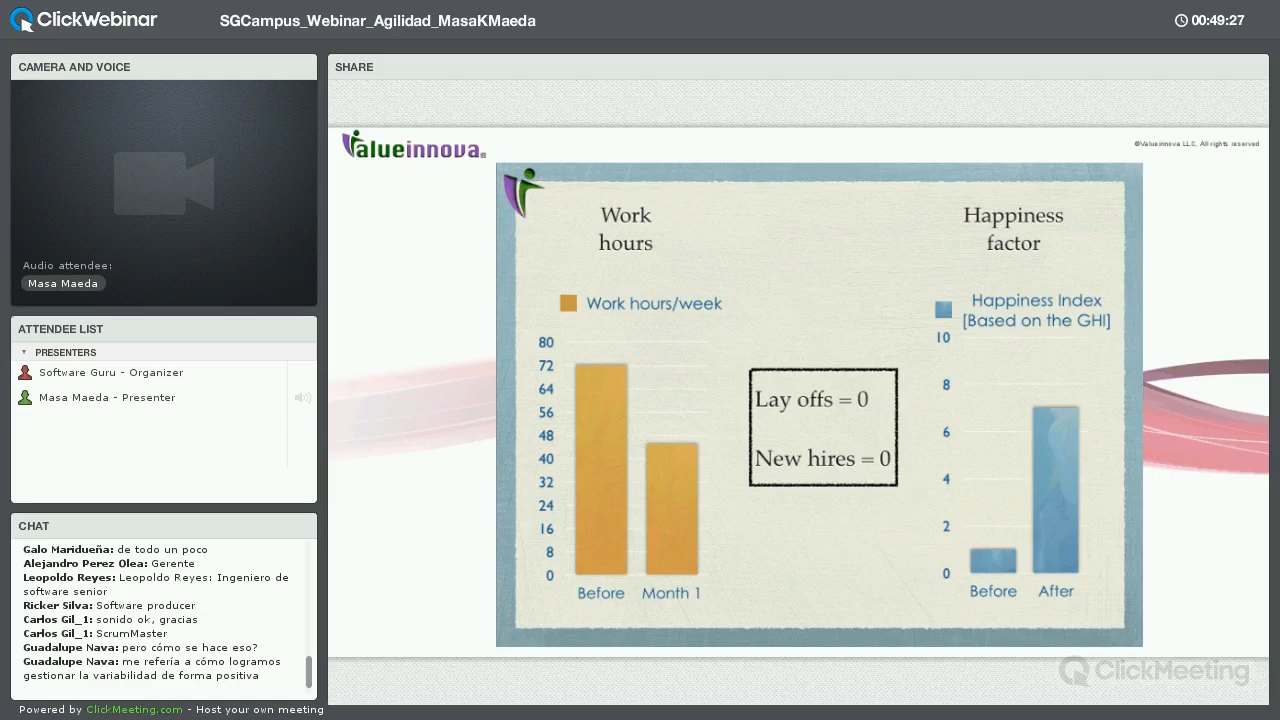 ClickWebinar
SGCampus_Webinar_Agilidad_MasaKMaeda
00:49:27
CAMERA AND VOICE
Audio attendee:
Masa Maeda
ATTENDEE LIST
PRESENTERS
Software Guru - Organizer
Masa Maeda - Presenter
CHAT
Galo Maridueña: de todo un poco
Alejandro Perez Olea: Gerente
Leopoldo Reyes: Leopoldo Reyes: Ingeniero de
software senior
Ricker Silva: Software producer
Carlos Gil_1: sonido ok, gracias
Carlos Gil_1: ScrumMaster
Guadalupe Nava: pero cómo se hace eso?
Guadalupe Nava: me refería a cómo logramos
gestionar la variabilidad de forma positiva
Powered by ClickMeeting.com - Host your own meeting
SHARE
Valueinnova
©Valueinnova LLC, All rights reserved
Work
hours
Work hours/week
80
72
64
56
48
40
32
24
16
8
0
Before Month 1
Lay offs = 0
New hires = 0
Happiness
factor
Happiness Index
[Based on the GHI]
10
8
6
4
2
0
Before After
ClickMeeting